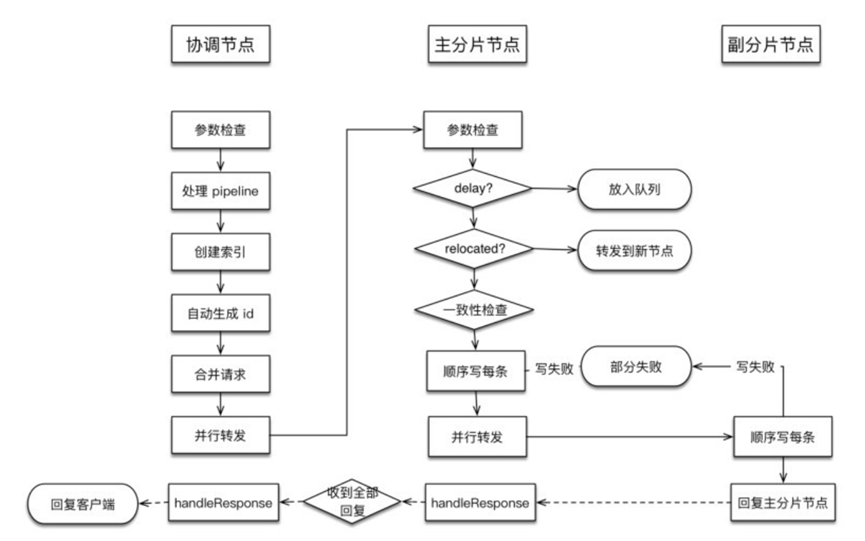 协调节点
主分片节点
副分片节点
参数检查
处理 pipeline
创建索引
自动生成 id
合并请求
并行转发
参数检查
delay?
放入队列
relocated?
转发到新节点
一致性检查
顺序写每条
写失败
部分失败
写失败
并行转发
顺序写每条
回复主分片节点
handleResponse
收到全部
回复
handleResponse
回复客户端